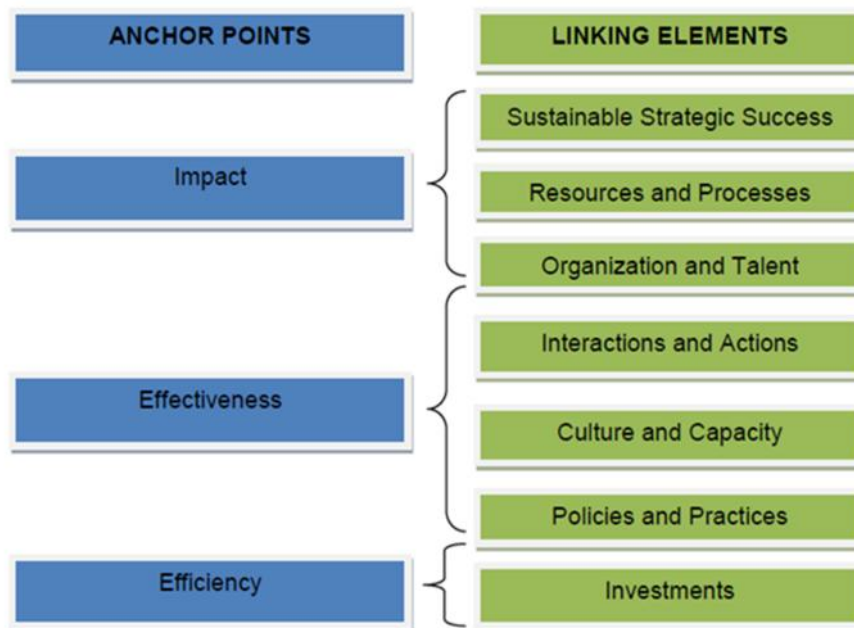 ANCHOR POINTS
LINKING ELEMENTS
Impact
Sustainable Strategic Success
Resources and Processes
Organization and Talent
Effectiveness
Interactions and Actions
Culture and Capacity
Policies and Practices
Efficiency
Investments